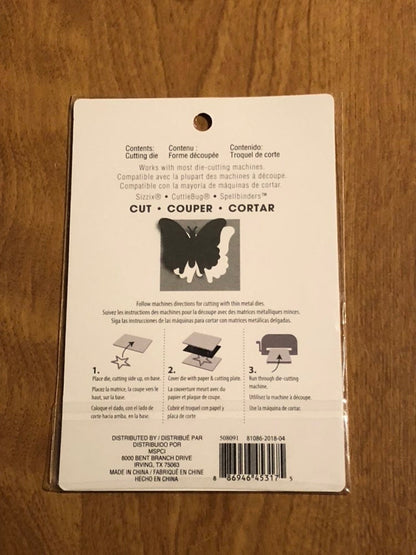 Contents:
Cutting die
Contenu :
Forme découpée
Contenido:
Troquel de corte
Works with most die-cutting machines.
Compatible avec la plupart des machines à découpe.
Compatible con la mayoría de máquinas de cortar.
Sizzix® • CuttleBug® • Spellbinders™
CUT • COUPER • CORTAR
Follow machines directions for cutting with thin metal dies.
Suivez les instructions des machines pour la découpe avec des matrices métalliques minces.
Siga las instrucciones de las máquinas para cortar con matrices metálicas delgadas.
1.
Place die, cutting side up, on base.
Placez la matrice, la coupe vers le
haut, sur la base.
Coloque el dado, con el lado de
corte hacia arriba, en la base.
2.
Cover die with paper & cutting plate.
La couverture meurt avec du
papier et plaque de coupe.
Cubrir el troquel con papel y
placa de corte
3.
Run through die-cutting
machine.
Utilisez la machine à découper.
Use la máquina de cortar.
DISTRIBUTED BY / DISTRIBUÉ PAR
DISTRIBUIDO POR
MSPCI
6000 BENT BRANCH DRIVE
IRVING, TX 75063
MADE IN CHINA / FABRIQUÉ EN CHINE
HECHO EN CHINA
508091 81086-2018-04
8 86946 45317 5